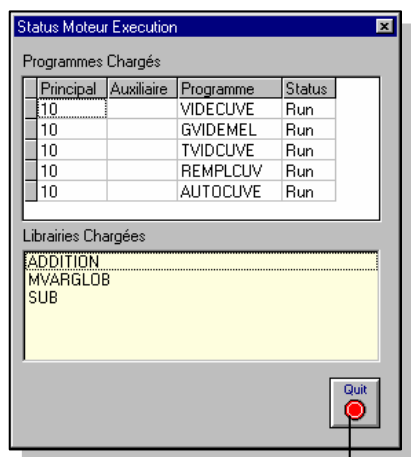 Status Moteur Execution
Programmes Chargés
Principal Auxiliaire Programme Status
10 VIDECUVE Run
10 GVIDEMEL Run
10 TVIDCUVE Run
10 REMPLCUV Run
10 AUTOCUVE Run
Librairies Chargées
ADDITION
MVARGLOB
SUB
Quit